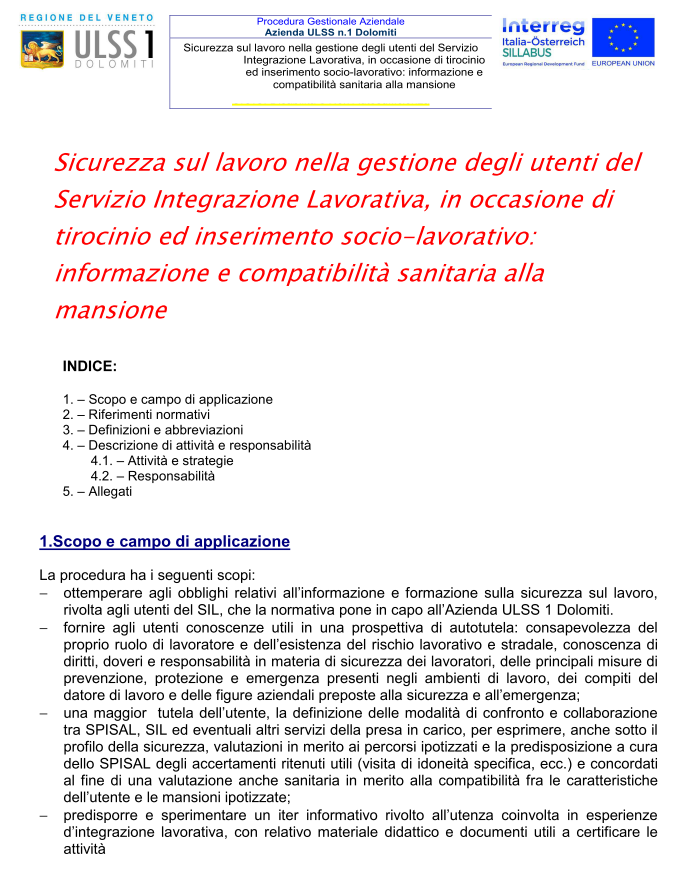 REGIONE DEL VENETO
ULSS 1
DOLOMITI
Procedura Gestionale Aziendale
Azienda ULSS n.1 Dolomiti
Sicurezza sul lavoro nella gestione degli utenti del Servizio
Integrazione Lavorativa, in occasione di tirocinio
ed inserimento socio-lavorativo: informazione e
compatibilità sanitaria alla mansione
Interreg
Italia-Österreich
SILLABUS
European Regional Development Fund
EUROPEAN UNION
Sicurezza sul lavoro nella gestione degli utenti del
Servizio Integrazione Lavorativa, in occasione di
tirocinio ed inserimento socio-lavorativo:
informazione e compatibilità sanitaria alla
mansione
INDICE:
1. – Scopo e campo di applicazione
2. – Riferimenti normativi
3. – Definizioni e abbreviazioni
4. – Descrizione di attività e responsabilità
4.1. – Attività e strategie
4.2. – Responsabilità
5. – Allegati
1.Scopo e campo di applicazione
La procedura ha i seguenti scopi:
– ottemperare agli obblighi relativi all’informazione e formazione sulla sicurezza sul lavoro,
rivolta agli utenti del SIL, che la normativa pone in capo all’Azienda ULSS 1 Dolomiti.
– fornire agli utenti conoscenze utili in una prospettiva di autotutela: consapevolezza del
proprio ruolo di lavoratore e dell’esistenza del rischio lavorativo e stradale, conoscenza di
diritti, doveri e responsabilità in materia di sicurezza dei lavoratori, delle principali misure di
prevenzione, protezione e emergenza presenti negli ambienti di lavoro, dei compiti del
datore di lavoro e delle figure aziendali preposte alla sicurezza e all’emergenza;
– una maggior tutela dell’utente, la definizione delle modalità di confronto e collaborazione
tra SPISAL, SIL ed eventuali altri servizi della presa in carico, per esprimere, anche sotto il
profilo della sicurezza, valutazioni in merito ai percorsi ipotizzati e la predisposizione a cura
dello SPISAL degli accertamenti ritenuti utili (visita di idoneità specifica, ecc.) e concordati
al fine di una valutazione anche sanitaria in merito alla compatibilità fra le caratteristiche
dell’utente e le mansioni ipotizzate;
– predisporre e sperimentare un iter informativo rivolto all’utenza coinvolta in esperienze
d’integrazione lavorativa, con relativo materiale didattico e documenti utili a certificare le
attività